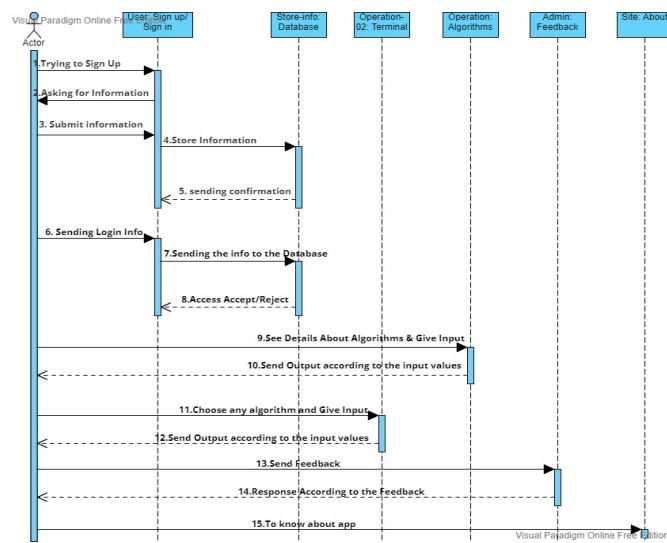 Visual Paradigm Online Free Edition
Actor
User: Sign up/
Sign in
Store-info:
Database
Operation-
02: Terminal
Operation:
Algorithms
Admin:
Feedback
Site: About
1.Trying to Sign Up
2.Asking for Information
3. Submit information
4.Store Information
5. sending confirmation
6. Sending Login Info
7.Sending the info to the Database
8.Access Accept/Reject
9.See Details About Algorithms & Give Input
10.Send Output according to the input values
11.Choose any algorithm and Give Input
12.Send Output according to the input values
13.Send Feedback
14.Response According to the Feedback
15.To know about app
Visual Paradigm Online Free Edition